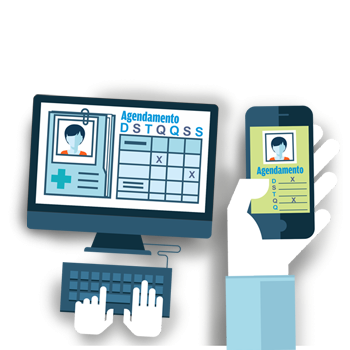 Agendamento
D S T Q Q S S
X
X
Agendamento
D X
S
T
Q X
Q